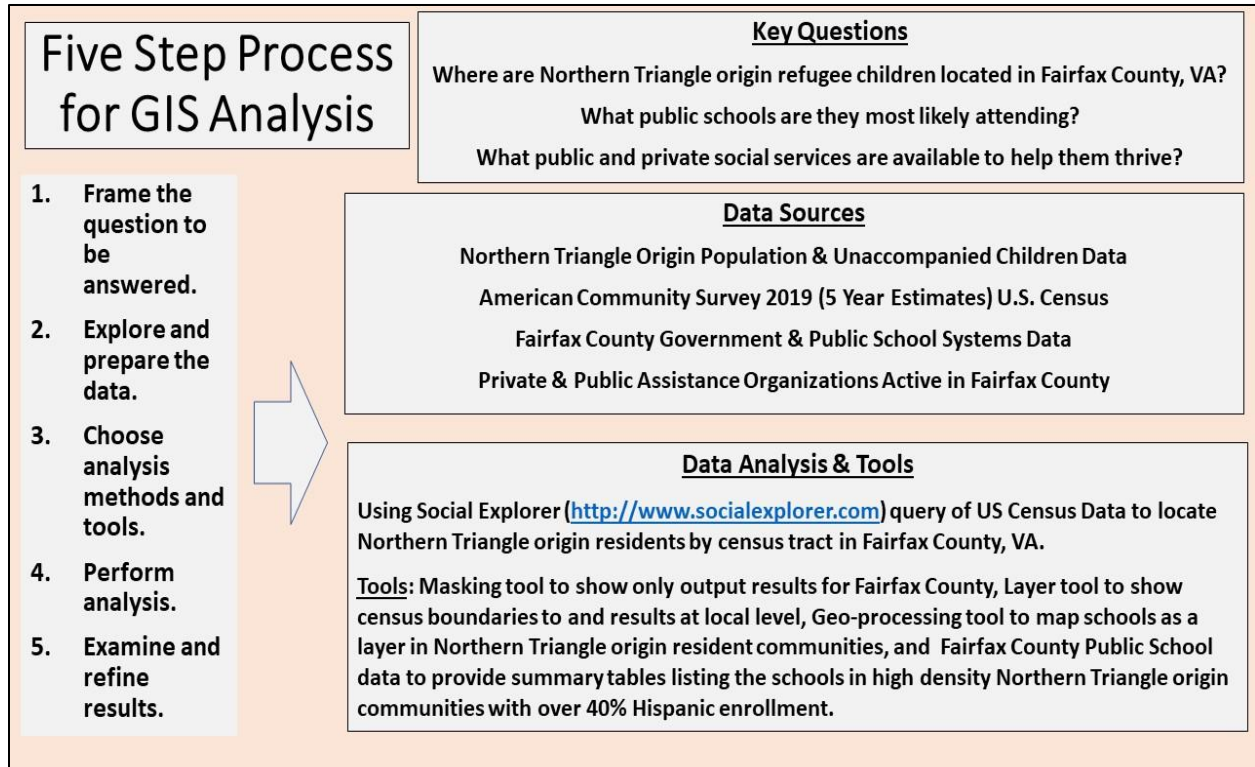 Five Step Process
for GIS Analysis
1. Frame the
question to
be
answered.
2. Explore and
prepare the
data.
3. Choose
analysis
methods and
tools.
4. Perform
analysis.
5. Examine and
refine
results.
Key Questions
Where are Northern Triangle origin refugee children located in Fairfax County, VA?
What public schools are they most likely attending?
What public and private social services are available to help them thrive?
Data Sources
Northern Triangle Origin Population & Unaccompanied Children Data
American Community Survey 2019 (5 Year Estimates) U.S. Census
Fairfax County Government & Public School Systems Data
Private & Public Assistance Organizations Active in Fairfax County
Data Analysis & Tools
Using Social Explorer (http://www.socialexplorer.com) query of US Census Data to locate
Northern Triangle origin residents by census tract in Fairfax County, VA.
Tools: Masking tool to show only output results for Fairfax County, Layer tool to show
census boundaries to and results at local level, Geo-processing tool to map schools as a
layer in Northern Triangle origin resident communities, and Fairfax County Public School
data to provide summary tables listing the schools in high density Northern Triangle origin
communities with over 40% Hispanic enrollment.